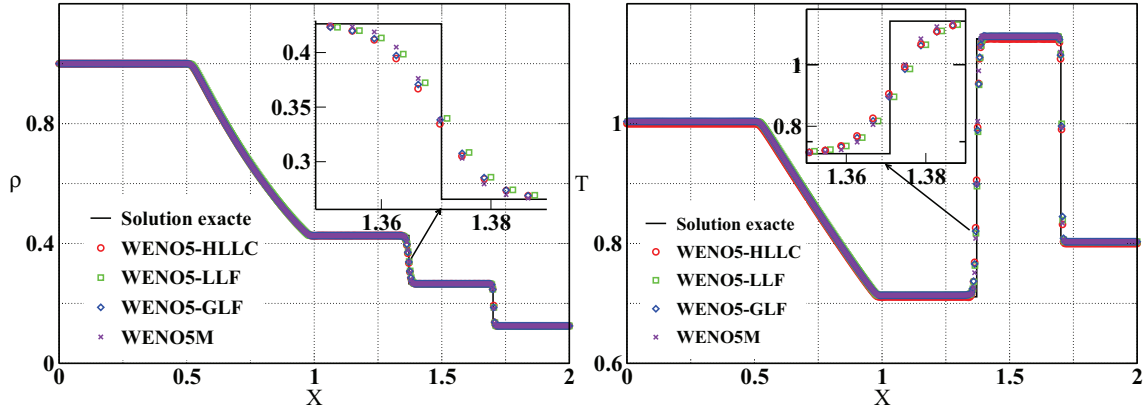 0.4
0.35
0.3
1.36
1.38
0.8
0.4
0
ρ
Solution exacte
WENO5-HLLC
WENO5-LLF
WENO5-GLF
WENO5M
0
0.5
1
1.5
2
X
1
0.8
1.36
1.38
1
0.8
0.6
T
Solution exacte
WENO5-HLLC
WENO5-LLF
WENO5-GLF
WENO5M
0
0.5
1
1.5
2
X